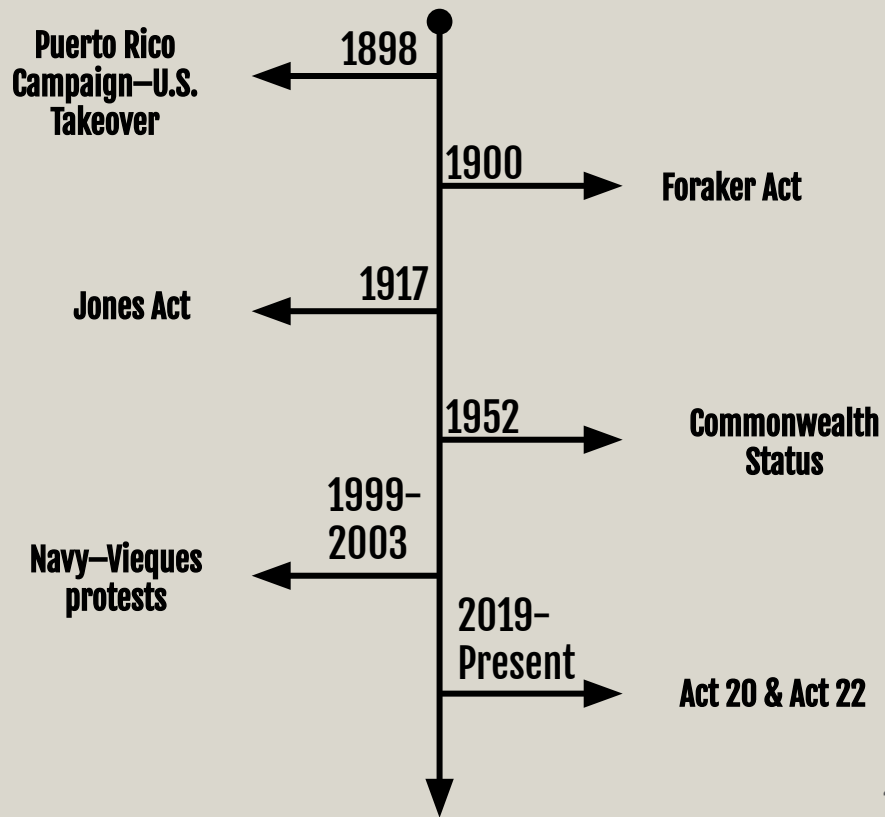 1898
Puerto Rico
Campaign–U.S.
Takeover
1900
Foraker Act
1917
Jones Act
1952
Commonwealth
Status
1999-
2003
Navy–Vieques
protests
2019-
Present
Act 20 & Act 22